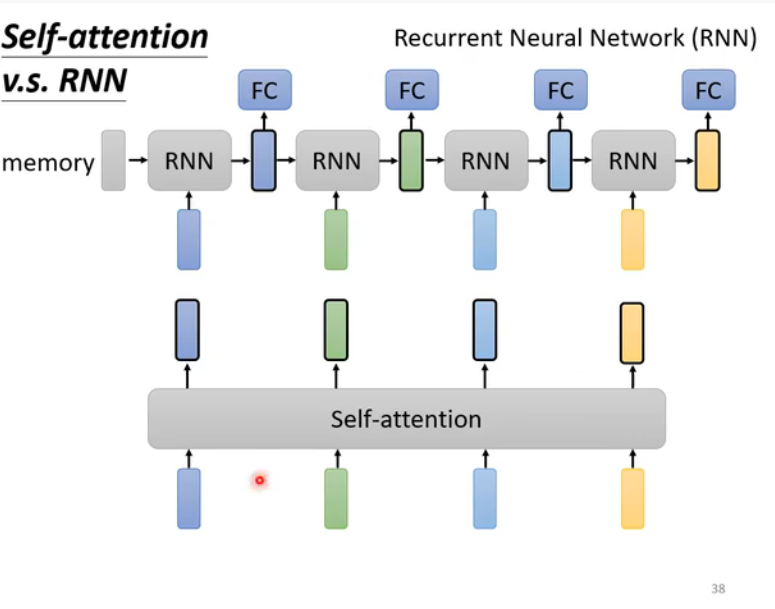 Self-attention
v.s. RNN
Recurrent Neural Network (RNN)
FC FC FC FC
memory RNN RNN RNN RNN
Self-attention
38